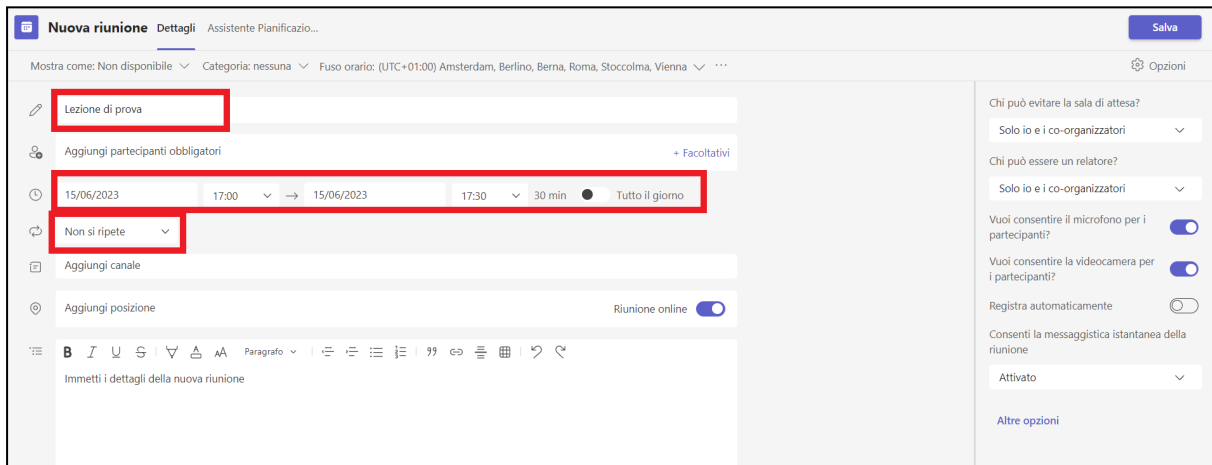 Nuova riunione Dettagli Assistente Pianificazio...
Salva
Mostra come: Non disponibile Categoria: nessuna Fuso orario: (UTC+01:00) Amsterdam, Berlino, Berna, Roma, Stoccolma, Vienna ...
Opzioni
Lezione di prova
Aggiungi partecipanti obbligatori + Facoltativi
15/06/2023 17:00 → 15/06/2023 17:30 30 min Tutto il giorno
Non si ripete
Aggiungi canale
Aggiungi posizione Riunione online
B I U S AA Paragrafo
Immetti i dettagli della nuova riunione
Chi può evitare la sala di attesa?
Solo io e i co-organizzatori
Chi può essere un relatore?
Solo io e i co-organizzatori
Vuoi consentire il microfono per i
partecipanti?
Vuoi consentire la videocamera per
i partecipanti?
Registra automaticamente
Consenti la messaggistica istantanea della
riunione
Attivato
Altre opzioni